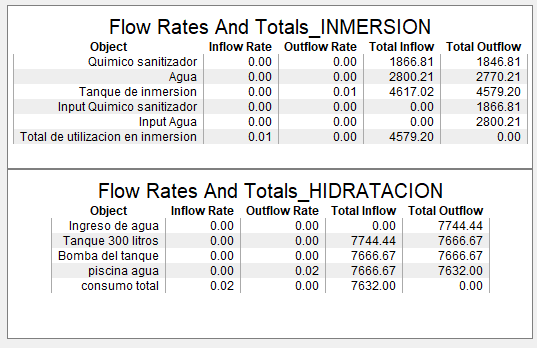 Flow Rates And Totals_INMERSION
Object Inflow Rate Outflow Rate Total Inflow Total Outflow
Quimico sanitizador 0.00 0.00 1866.81 1846.81
Agua 0.00 0.00 2800.21 2770.21
Tanque de inmersion 0.00 0.01 4617.02 4579.20
Input Quimico sanitizador 0.00 0.00 0.00 1866.81
Input Agua 0.00 0.00 0.00 2800.21
Total de utilizacion en inmersion 0.01 0.00 4579.20 0.00
Flow Rates And Totals_HIDRATACION
Object Inflow Rate Outflow Rate Total Inflow Total Outflow
Ingreso de agua 0.00 0.00 0.00 7744.44
Tanque 300 litros 0.00 0.00 7744.44 7666.67
Bomba del tanque 0.00 0.00 7666.67 7666.67
piscina agua 0.00 0.02 7666.67 7632.00
consumo total 0.02 0.00 7632.00 0.00